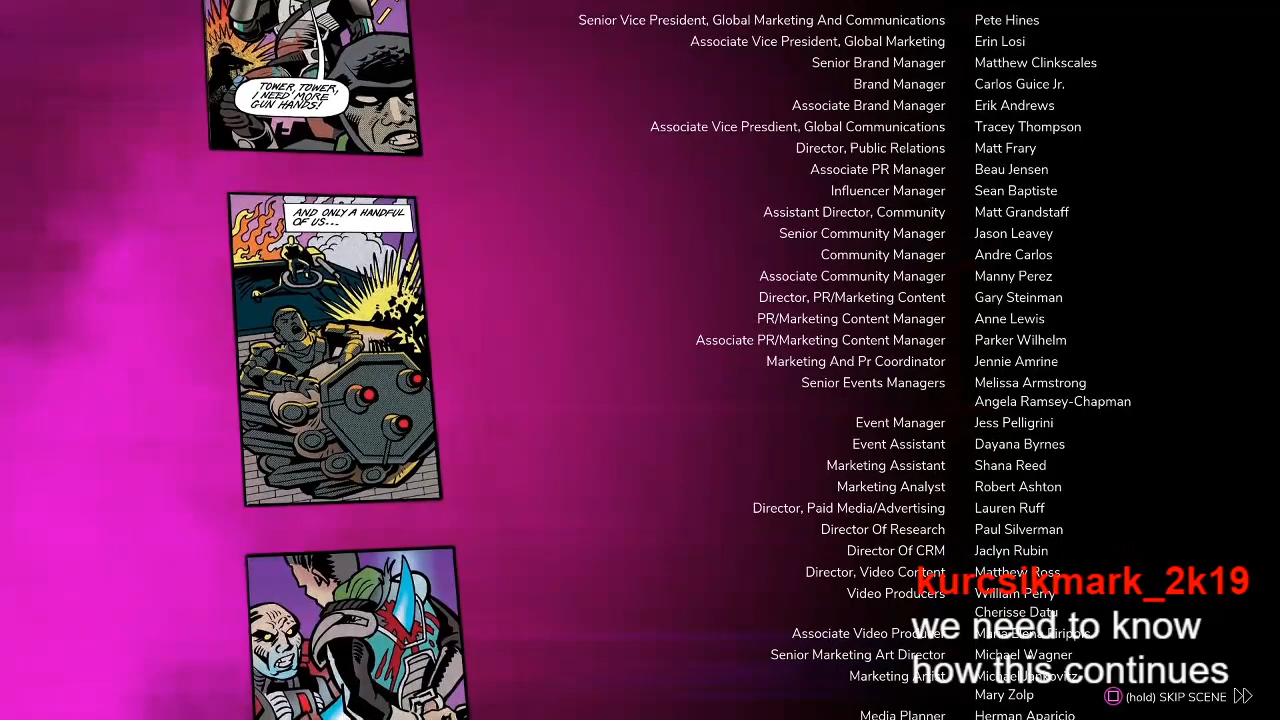 TOWER, TOWER,
I NEED MORE
GUN HANDS!
AND ONLY A HANDFUL
OF US...
Senior Vice President, Global Marketing And Communications Pete Hines
Associate Vice President, Global Marketing Erin Losi
Senior Brand Manager Matthew Clinkscales
Brand Manager Carlos Guice Jr.
Associate Brand Manager Erik Andrews
Associate Vice Presdient, Global Communications Tracey Thompson
Director, Public Relations Matt Frary
Associate PR Manager Beau Jensen
Influencer Manager Sean Baptiste
Assistant Director, Community Matt Grandstaff
Senior Community Manager Jason Leavey
Community Manager Andre Carlos
Associate Community Manager Manny Perez
Director, PR/Marketing Content Gary Steinman
PR/Marketing Content Manager Anne Lewis
Associate PR/Marketing Content Manager Parker Wilhelm
Marketing And Pr Coordinator Jennie Amrine
Senior Events Managers Melissa Armstrong
Angela Ramsey-Chapman
Event Manager Jess Pelligrini
Event Assistant Dayana Byrnes
Marketing Assistant Shana Reed
Marketing Analyst Robert Ashton
Director, Paid Media/Advertising Lauren Ruff
Director Of Research Paul Silverman
Director Of CRM Jaclyn Rubin
Director, Video Content Matthew Ross
Video Producers William Perry
Cherisse Datu
Associate Video Producer Maria Elena
Senior Marketing Art Director Michael Wagner
Marketing Artist Michael Jankovitz
Mary Zolp
Media Planner Herman Aparicio
kurcsikmark_2k19
we need to know
how this continues
(hold) SKIP SCENE